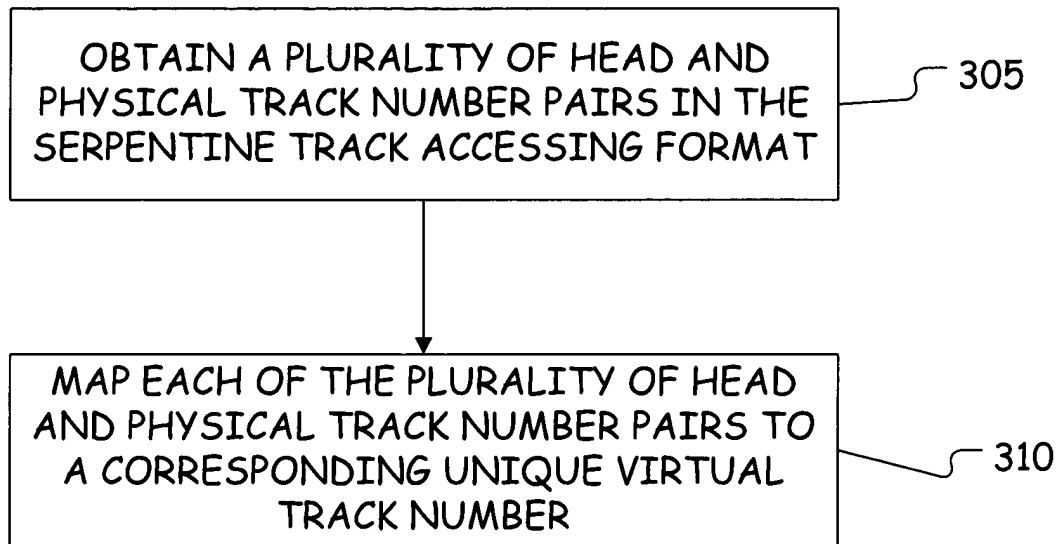 OBTAIN A PLURALITY OF HEAD AND
PHYSICAL TRACK NUMBER PAIRS IN THE
SERPENTINE TRACK ACCESSING FORMAT
305
MAP EACH OF THE PLURALITY OF HEAD
AND PHYSICAL TRACK NUMBER PAIRS TO
A CORRESPONDING UNIQUE VIRTUAL
TRACK NUMBER
310